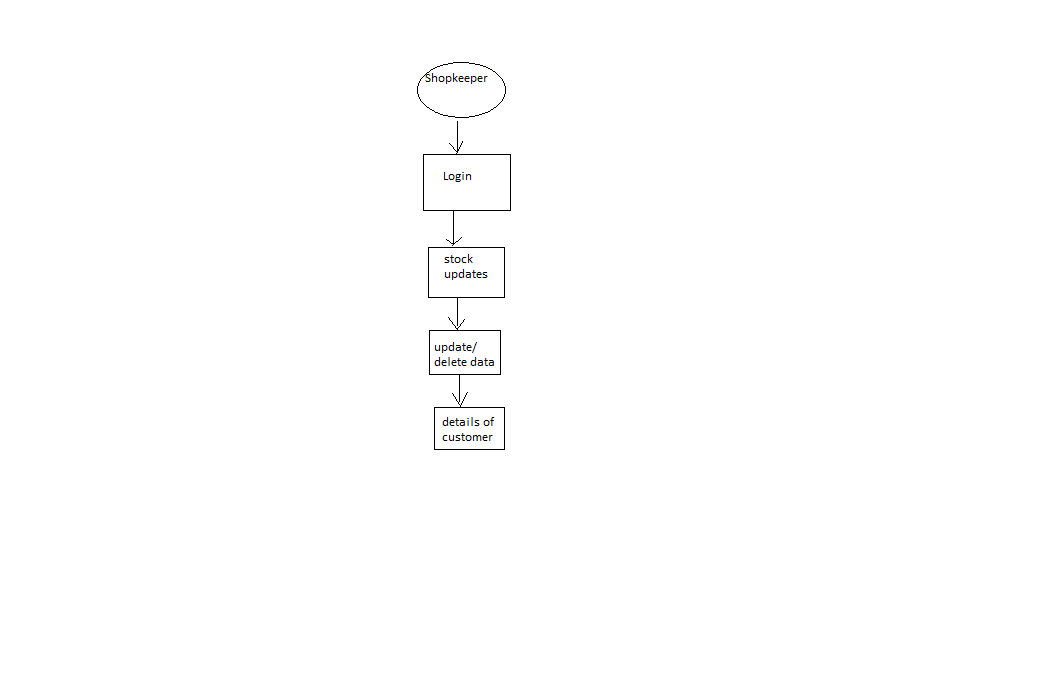 Shopkeeper
Login
stock
updates
update/
delete data
details of
customer